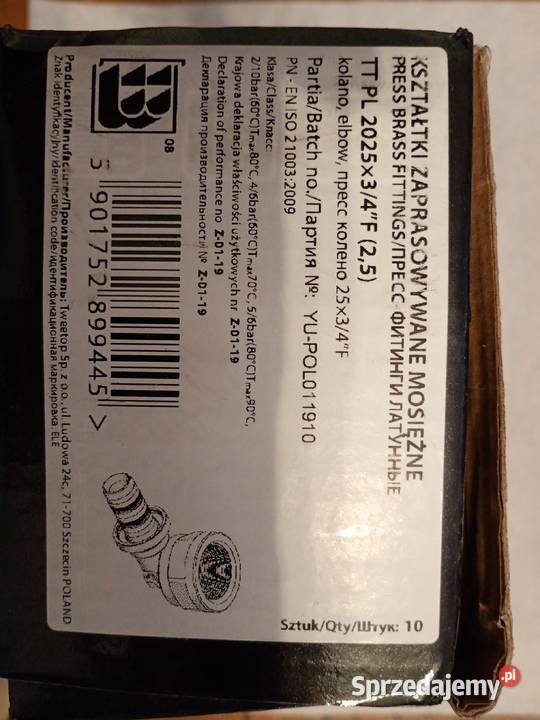 KSZTAŁTKI ZAPRASOWYWANE MOSIĘŻNE
PRESS BRASS FITTINGS/ПРЕСС-ФИТИНГИ ЛАТУННЫЕ
TT PL 2025x3/4"F (2,5)
kolano, elbow, пресс колено 25x3/4"F
Partia/Batch no./Партия №: YU-POL011910
PN - EN ISO 21003:2009
Klasa/Class/Класс:
2/10bar(60°C)Tmax80°C, 4/6bar(60°C)Tmax70°C, 5/6bar(80°C)Tmax90°C,
Krajowa deklaracja właściwości użytkowych nr Z-01-19
Declaration of performance no Z-01-19
Декларация производительности № Z-01-19
08
5 901752 899445 >
Producent/Manufacturer/Производитель: Tweetop Sp. z o.o., ul. Ludowa 24c, 71-700 Szczecin POLAND
Znak identyfikacyjny/identification code/идентификационная маркировка: ELE
Sztuk/Qty/Штук: 10
Sprzedajemy.pl